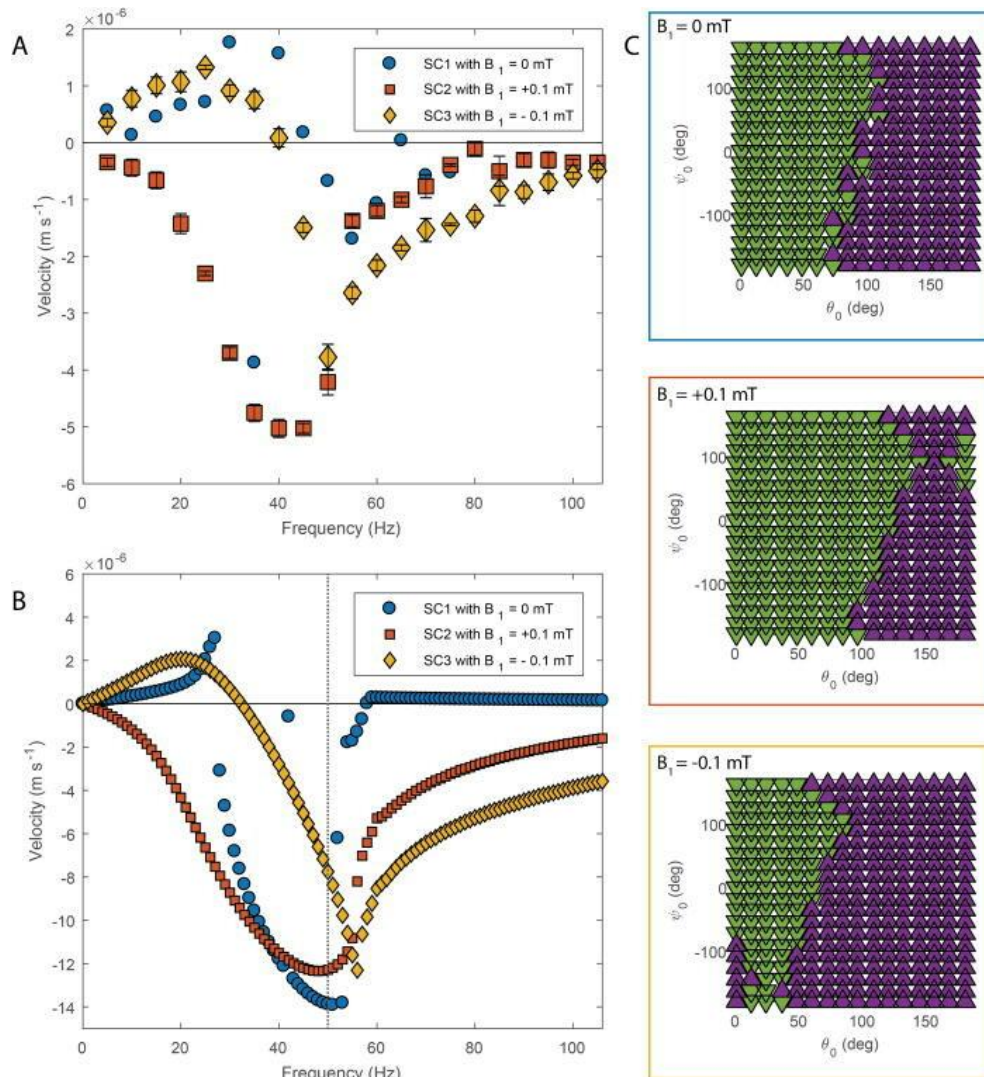 A
×10⁻⁶
2
1
0
-1
-2
-3
-4
-5
-6
Velocity (m s⁻¹)
SC1 with B ₁ = 0 mT
SC2 with B ₁ = +0.1 mT
SC3 with B ₁ = - 0.1 mT
0 20 40 60 80 100
Frequency (Hz)
B
×10⁻⁶
6
4
2
0
-2
-4
-6
-8
-10
-12
-14
Velocity (m s⁻¹)
SC1 with B ₁ = 0 mT
SC2 with B ₁ = +0.1 mT
SC3 with B ₁ = - 0.1 mT
0 20 40 60 80 100
Frequency (Hz)
C
B₁ = 0 mT
100
0
-100
ψ₀ (deg)
0 50 100 150
θ₀ (deg)
B₁ = +0.1 mT
100
0
-100
ψ₀ (deg)
0 50 100 150
θ₀ (deg)
B₁ = -0.1 mT
100
0
-100
ψ₀ (deg)
0 50 100 150
θ₀ (deg)